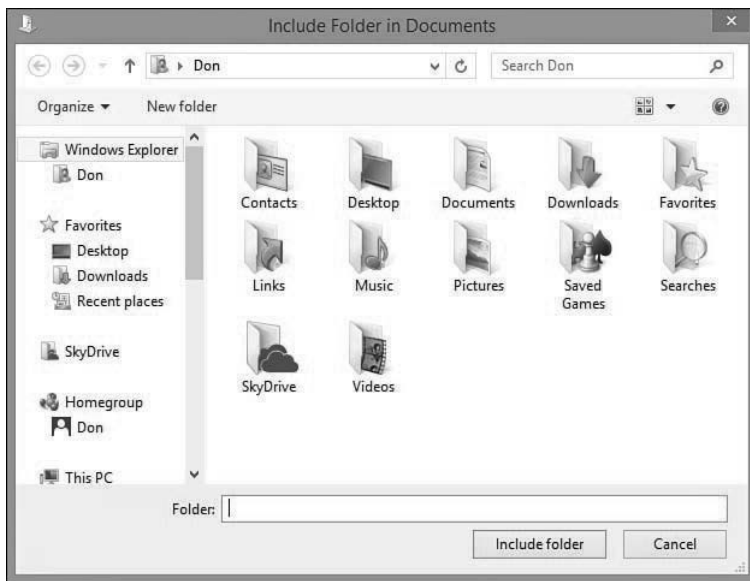 Include Folder in Documents
Don
Search Don
Organize
New folder
Windows Explorer
Don
Favorites
Desktop
Downloads
Recent places
SkyDrive
Homegroup
Don
This PC
Contacts
Desktop
Documents
Downloads
Favorites
Links
Music
Pictures
Saved
Games
Searches
SkyDrive
Videos
Folder:
Include folder
Cancel